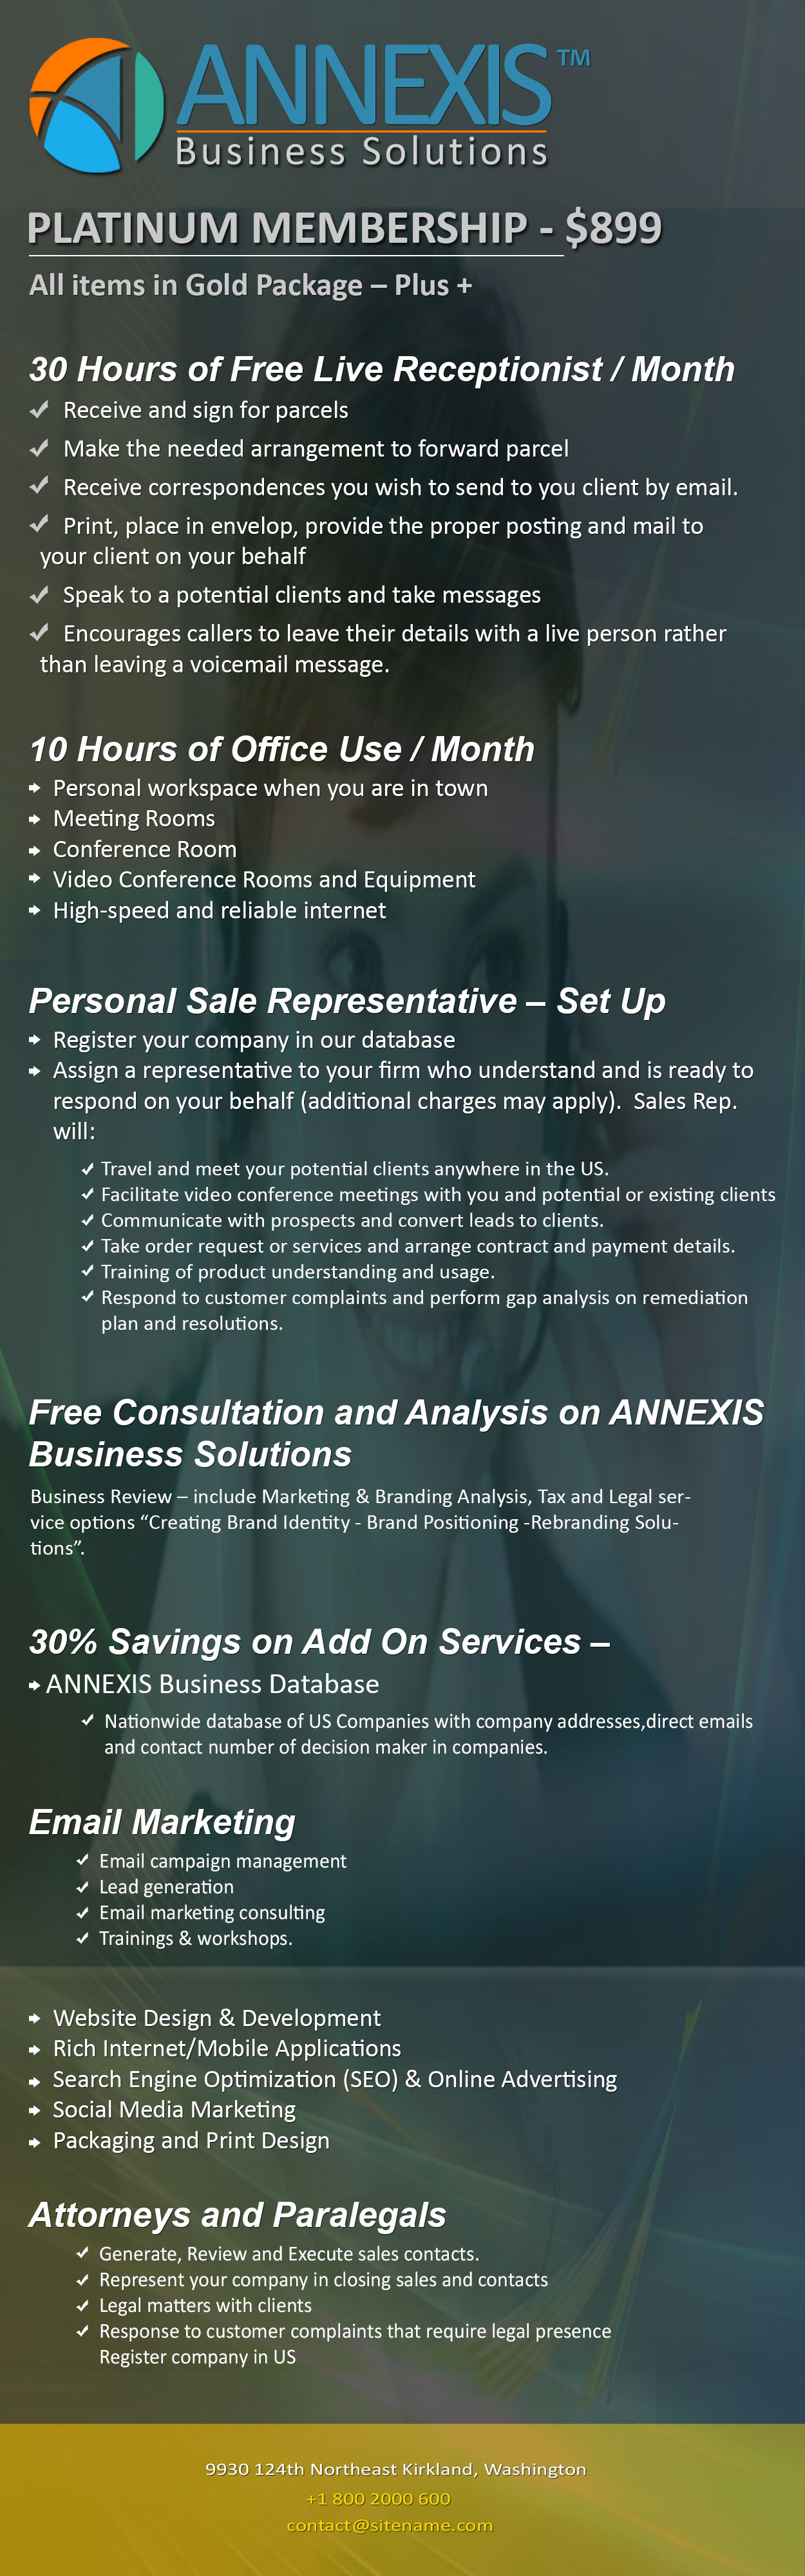 ANNEXIS™
Business Solutions
PLATINUM MEMBERSHIP - $899
All items in Gold Package – Plus +
30 Hours of Free Live Receptionist / Month
Receive and sign for parcels
Make the needed arrangement to forward parcel
Receive correspondences you wish to send to you client by email.
Print, place in envelop, provide the proper posting and mail to
your client on your behalf
Speak to a potential clients and take messages
Encourages callers to leave their details with a live person rather
than leaving a voicemail message.
10 Hours of Office Use / Month
Personal workspace when you are in town
Meeting Rooms
Conference Room
Video Conference Rooms and Equipment
High-speed and reliable internet
Personal Sale Representative – Set Up
Register your company in our database
Assign a representative to your firm who understand and is ready to
respond on your behalf (additional charges may apply).  Sales Rep.
will:
Travel and meet your potential clients anywhere in the US.
Facilitate video conference meetings with you and potential or existing clients
Communicate with prospects and convert leads to clients.
Take order request or services and arrange contract and payment details.
Training of product understanding and usage.
Respond to customer complaints and perform gap analysis on remediation
plan and resolutions.
Free Consultation and Analysis on ANNEXIS
Business Solutions
Business Review – include Marketing & Branding Analysis, Tax and Legal ser-
vice options “Creating Brand Identity - Brand Positioning -Rebranding Solu-
tions”.
30% Savings on Add On Services –
ANNEXIS Business Database
Nationwide database of US Companies with company addresses,direct emails
and contact number of decision maker in companies.
Email Marketing
Email campaign management
Lead generation
Email marketing consulting
Trainings & workshops.
Website Design & Development
Rich Internet/Mobile Applications
Search Engine Optimization (SEO) & Online Advertising
Social Media Marketing
Packaging and Print Design
Attorneys and Paralegals
Generate, Review and Execute sales contacts.
Represent your company in closing sales and contacts
Legal matters with clients
Response to customer complaints that require legal presence
Register company in US
9930 124th Northeast Kirkland, Washington
+1 800 2000 600
contact@sitename.com